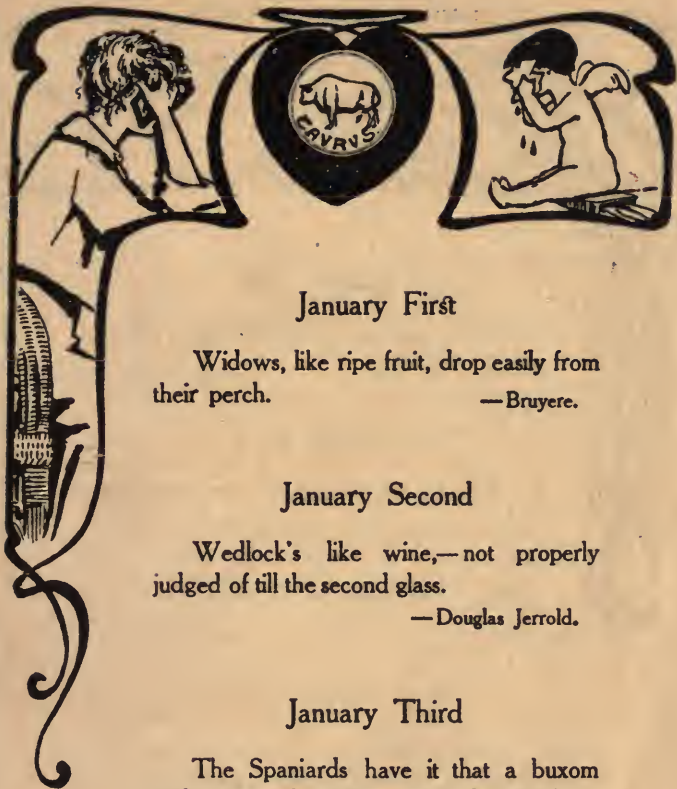 TAVRVS.
January First
Widows, like ripe fruit, drop easily from
their perch. —Bruyere.
January Second
Wedlock's like wine,—not properly
judged of till the second glass.
—Douglas Jerrold.
January Third
The Spaniards have it that a buxom